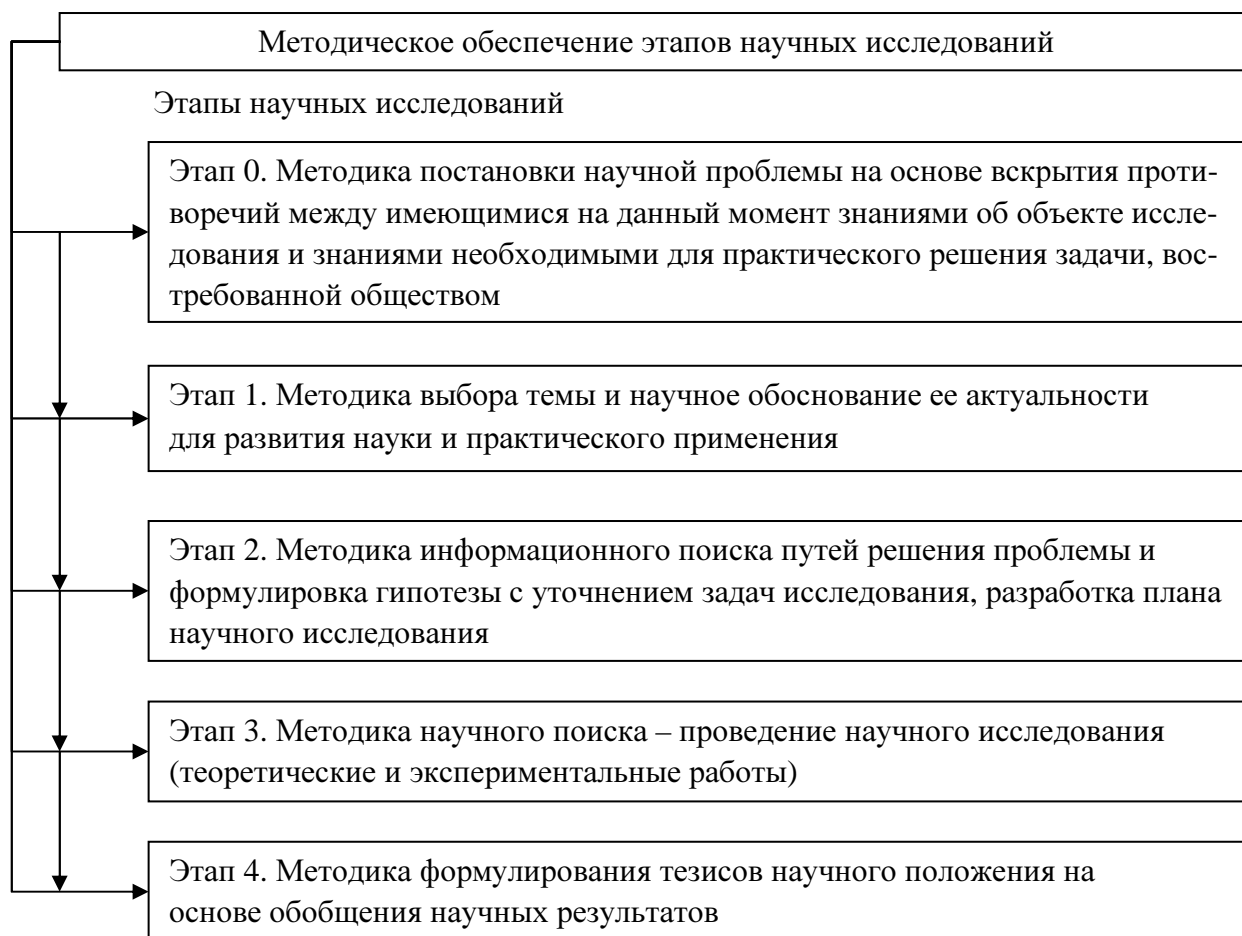 Методическое обеспечение этапов научных исследований
Этапы научных исследований
Этап 0. Методика постановки научной проблемы на основе вскрытия проти-
воречий между имеющимися на данный момент знаниями об объекте иссле-
дования и знаниями необходимыми для практического решения задачи, вос-
требованной обществом
Этап 1. Методика выбора темы и научное обоснование ее актуальности
для развития науки и практического применения
Этап 2. Методика информационного поиска путей решения проблемы и
формулировка гипотезы с уточнением задач исследования, разработка плана
научного исследования
Этап 3. Методика научного поиска – проведение научного исследования
(теоретические и экспериментальные работы)
Этап 4. Методика формулирования тезисов научного положения на
основе обобщения научных результатов